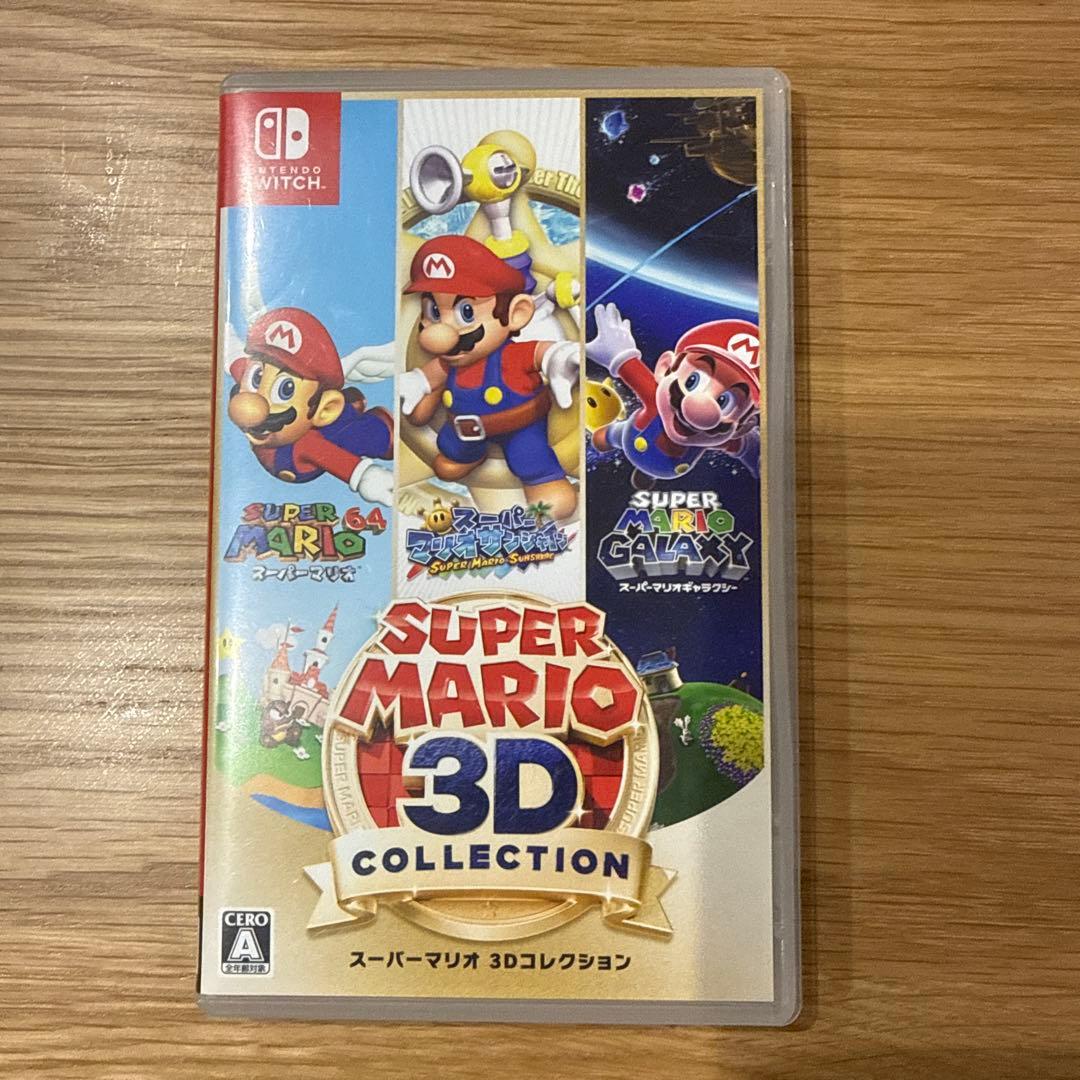 NINTENDO
SWITCH
M
M
M
SUPER
MARIO 64
スーパーマリオ
スーパー
マリオサンシャイン
SUPER MARIO SUNSHINE
SUPER
MARIO
GALAXY
スーパーマリオギャラクシー
SUPER
MARIO
3D
COLLECTION
スーパーマリオ 3Dコレクション
CERO
A
全年齢対象